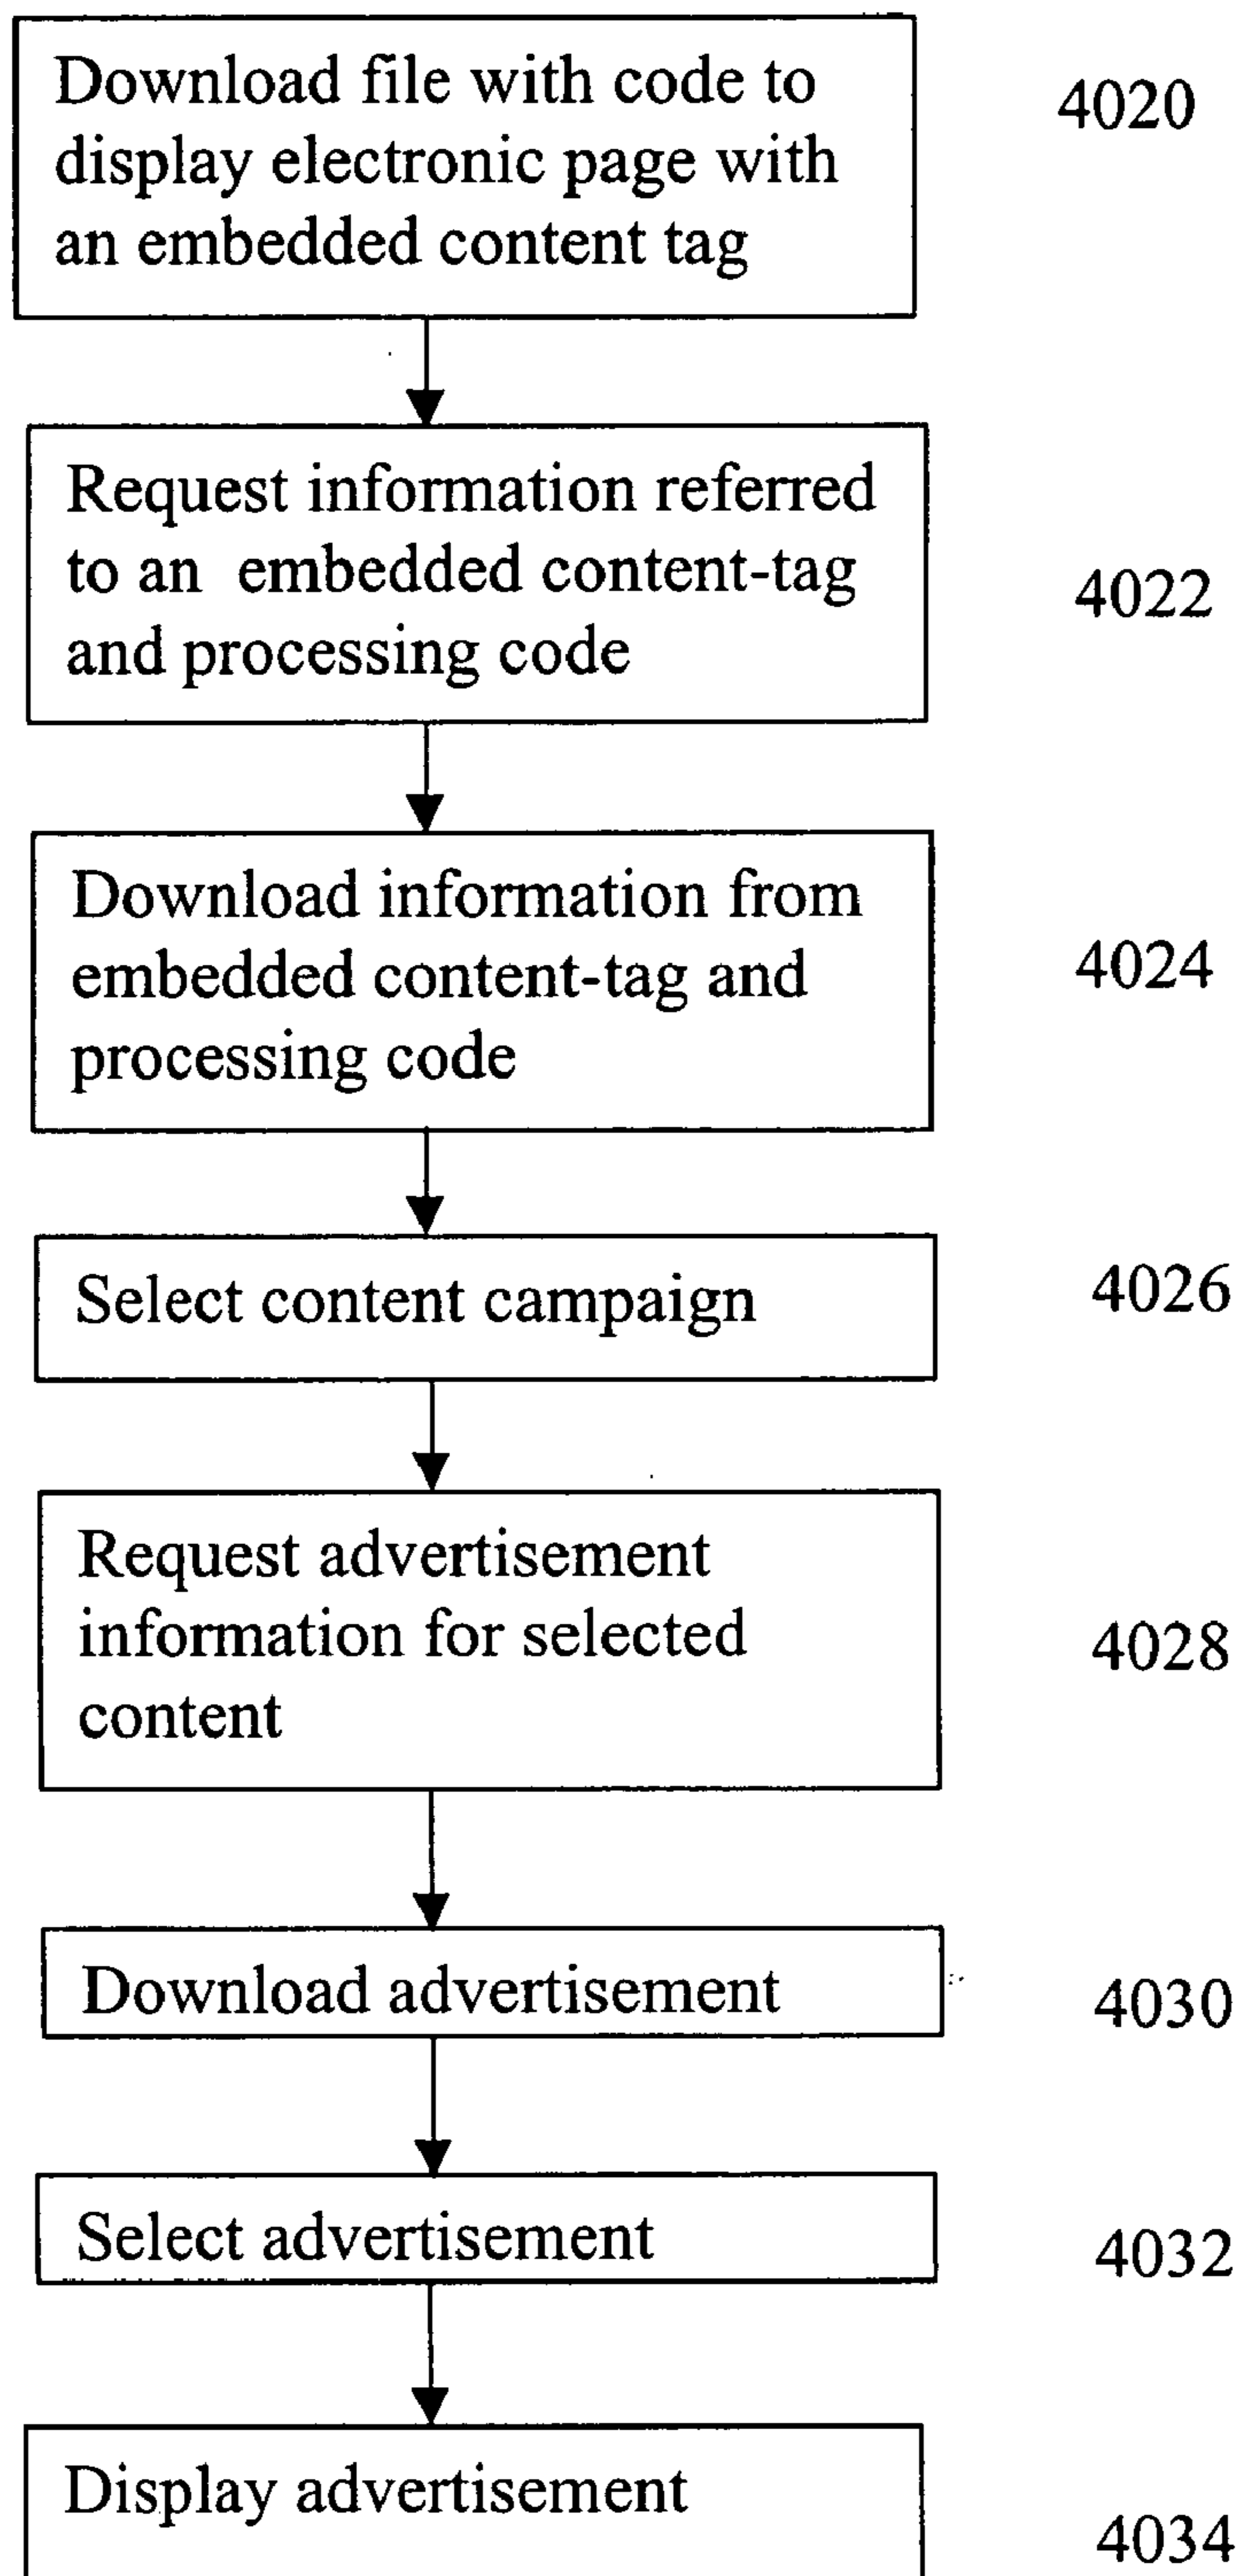 Download file with code to
display electronic page with
an embedded content tag
4020
Request information referred
to an embedded content-tag
and processing code
4022
Download information from
embedded content-tag and
processing code
4024
Select content campaign
4026
Request advertisement
information for selected
content
4028
Download advertisement
4030
Select advertisement
4032
Display advertisement
4034